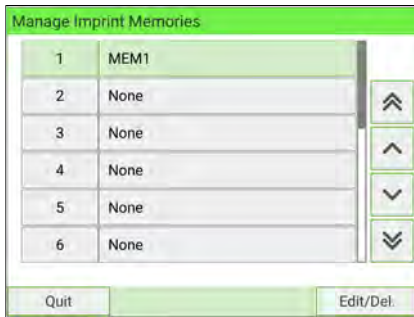 Manage Imprint Memories
1 MEM1
2 None
3 None
4 None
5 None
6 None
Quit Edit/Del.